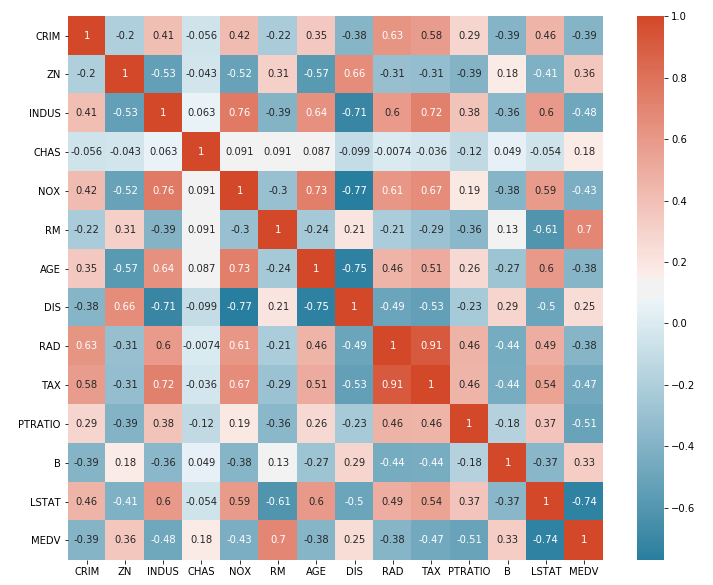 CRIM 1 -0.2 0.41 -0.056 0.42 -0.22 0.35 -0.38 0.63 0.58 0.29 -0.39 0.46 -0.39
ZN -0.2 1 -0.53 -0.043 -0.52 0.31 -0.57 0.66 -0.31 -0.31 -0.39 0.18 -0.41 0.36
INDUS 0.41 -0.53 1 0.063 0.76 -0.39 0.64 -0.71 0.6 0.72 0.38 -0.36 0.6 -0.48
CHAS -0.056 -0.043 0.063 1 0.091 0.091 0.087 -0.099 -0.0074 -0.036 -0.12 0.049 -0.054 0.18
NOX 0.42 -0.52 0.76 0.091 1 -0.3 0.73 -0.77 0.61 0.67 0.19 -0.38 0.59 -0.43
RM -0.22 0.31 -0.39 0.091 -0.3 1 -0.24 0.21 -0.21 -0.29 -0.36 0.13 -0.61 0.7
AGE 0.35 -0.57 0.64 0.087 0.73 -0.24 1 -0.75 0.46 0.51 0.26 -0.27 0.6 -0.38
DIS -0.38 0.66 -0.71 -0.099 -0.77 0.21 -0.75 1 -0.49 -0.53 -0.23 0.29 -0.5 0.25
RAD 0.63 -0.31 0.6 -0.0074 0.61 -0.21 0.46 -0.49 1 0.91 0.46 -0.44 0.49 -0.38
TAX 0.58 -0.31 0.72 -0.036 0.67 -0.29 0.51 -0.53 0.91 1 0.46 -0.44 0.54 -0.47
PTRATIO 0.29 -0.39 0.38 -0.12 0.19 -0.36 0.26 -0.23 0.46 0.46 1 -0.18 0.37 -0.51
B -0.39 0.18 -0.36 0.049 -0.38 0.13 -0.27 0.29 -0.44 -0.44 -0.18 1 -0.37 0.33
LSTAT 0.46 -0.41 0.6 -0.054 0.59 -0.61 0.6 -0.5 0.49 0.54 0.37 -0.37 1 -0.74
MEDV -0.39 0.36 -0.48 0.18 -0.43 0.7 -0.38 0.25 -0.38 -0.47 -0.51 0.33 -0.74 1
CRIM ZN INDUS CHAS NOX RM AGE DIS RAD TAX PTRATIO B LSTAT MEDV
1.0
0.8
0.6
0.4
0.2
0.0
−0.2
−0.4
−0.6